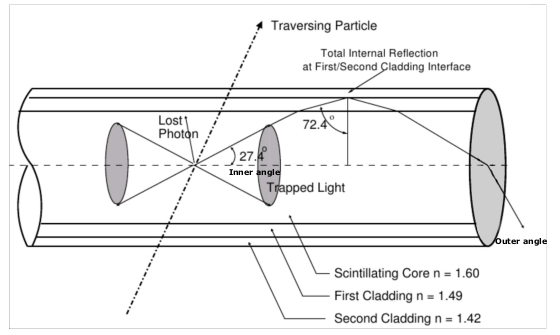 Traversing Particle
Total Internal Reflection
at First/Second Cladding Interface
Lost
Photon
72.4°
27.4°
Inner angle
Trapped Light
Outer angle
Scintillating Core n = 1.60
First Cladding n = 1.49
Second Cladding n = 1.42